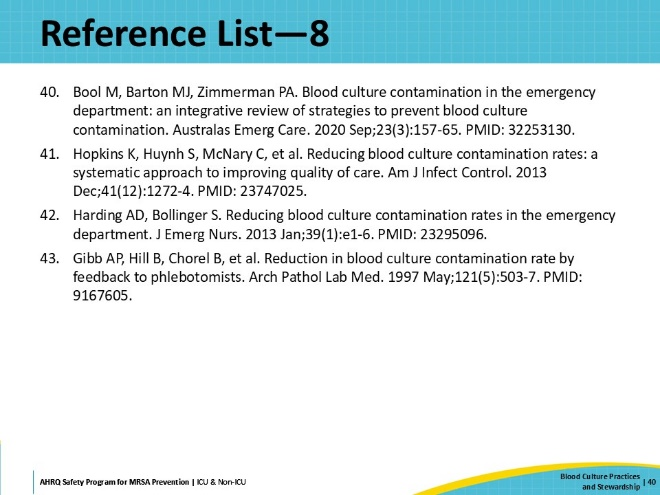 Reference List—8
40. Bool M, Barton MJ, Zimmerman PA. Blood culture contamination in the emergency
department: an integrative review of strategies to prevent blood culture
contamination. Australas Emerg Care. 2020 Sep;23(3):157-65. PMID: 32253130.
41. Hopkins K, Huynh S, McNary C, et al. Reducing blood culture contamination rates: a
systematic approach to improving quality of care. Am J Infect Control. 2013
Dec;41(12):1272-4. PMID: 23747025.
42. Harding AD, Bollinger S. Reducing blood culture contamination rates in the emergency
department. J Emerg Nurs. 2013 Jan;39(1):e1-6. PMID: 23295096.
43. Gibb AP, Hill B, Chorel B, et al. Reduction in blood culture contamination rate by
feedback to phlebotomists. Arch Pathol Lab Med. 1997 May;121(5):503-7. PMID:
9167605.
AHRQ Safety Program for MRSA Prevention | ICU & Non-ICU
Blood Culture Practices
and Stewardship | 40